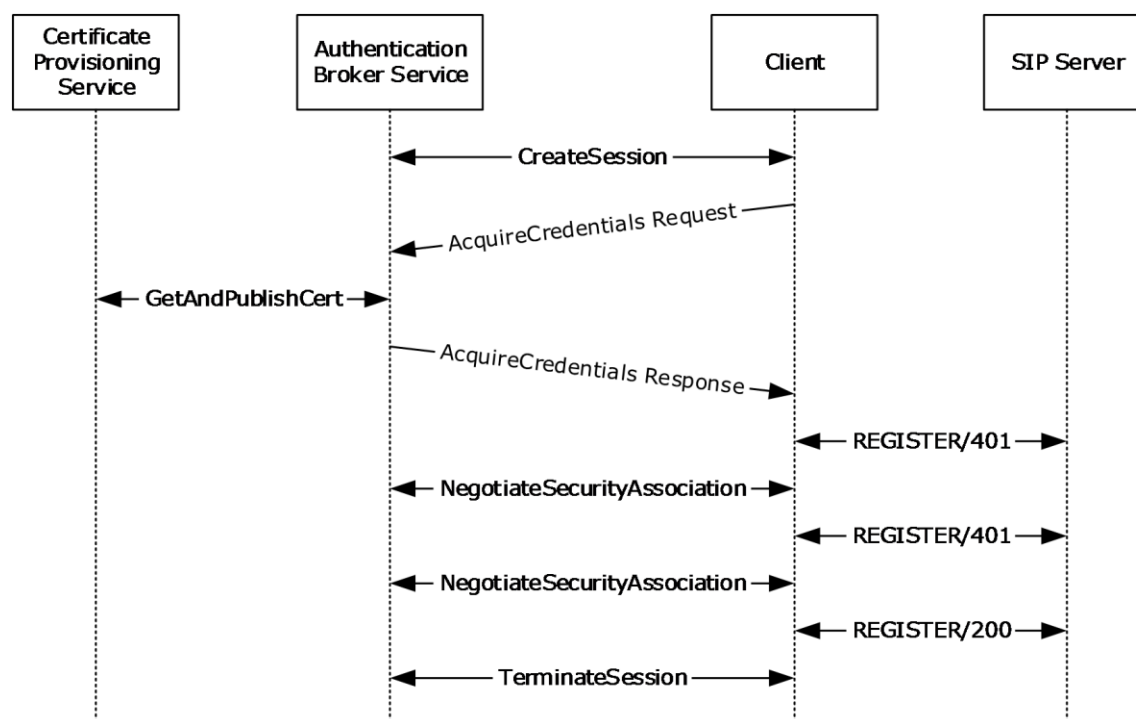 Certificate
Provisioning
Service
Authentication
Broker Service
Client
SIP Server
CreateSession
AcquireCredentials Request
GetAndPublishCert
AcquireCredentials Response
REGISTER/401
NegotiateSecurityAssociation
REGISTER/401
NegotiateSecurityAssociation
REGISTER/200
TerminateSession